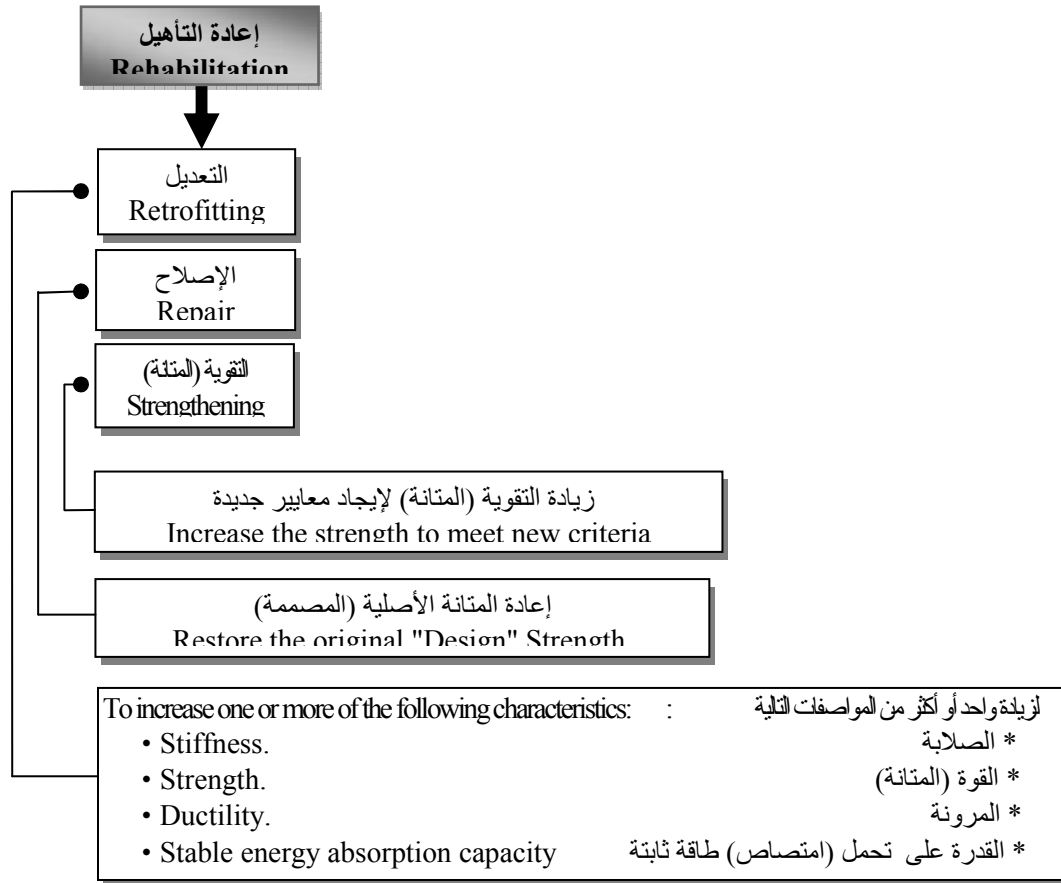 إعادة التأهيل
Rehabilitation
التعديل
Retrofitting
الإصلاح
Repair
التقوية (المتانة)
Strengthening
زيادة التقوية (المتانة) لإيجاد معايير جديدة
Increase the strength to meet new criteria
إعادة المتانة الأصلية (المصممة)
Restore the original "Design" Strength
To increase one or more of the following characteristics: : لزيادة واحد أو أكثر من المواصفات التالية
• Stiffness. * الصلابة
• Strength. * القوة (المتانة)
• Ductility. * المرونة
• Stable energy absorption capacity * القدرة على تحمل (امتصاص) طاقة ثابتة